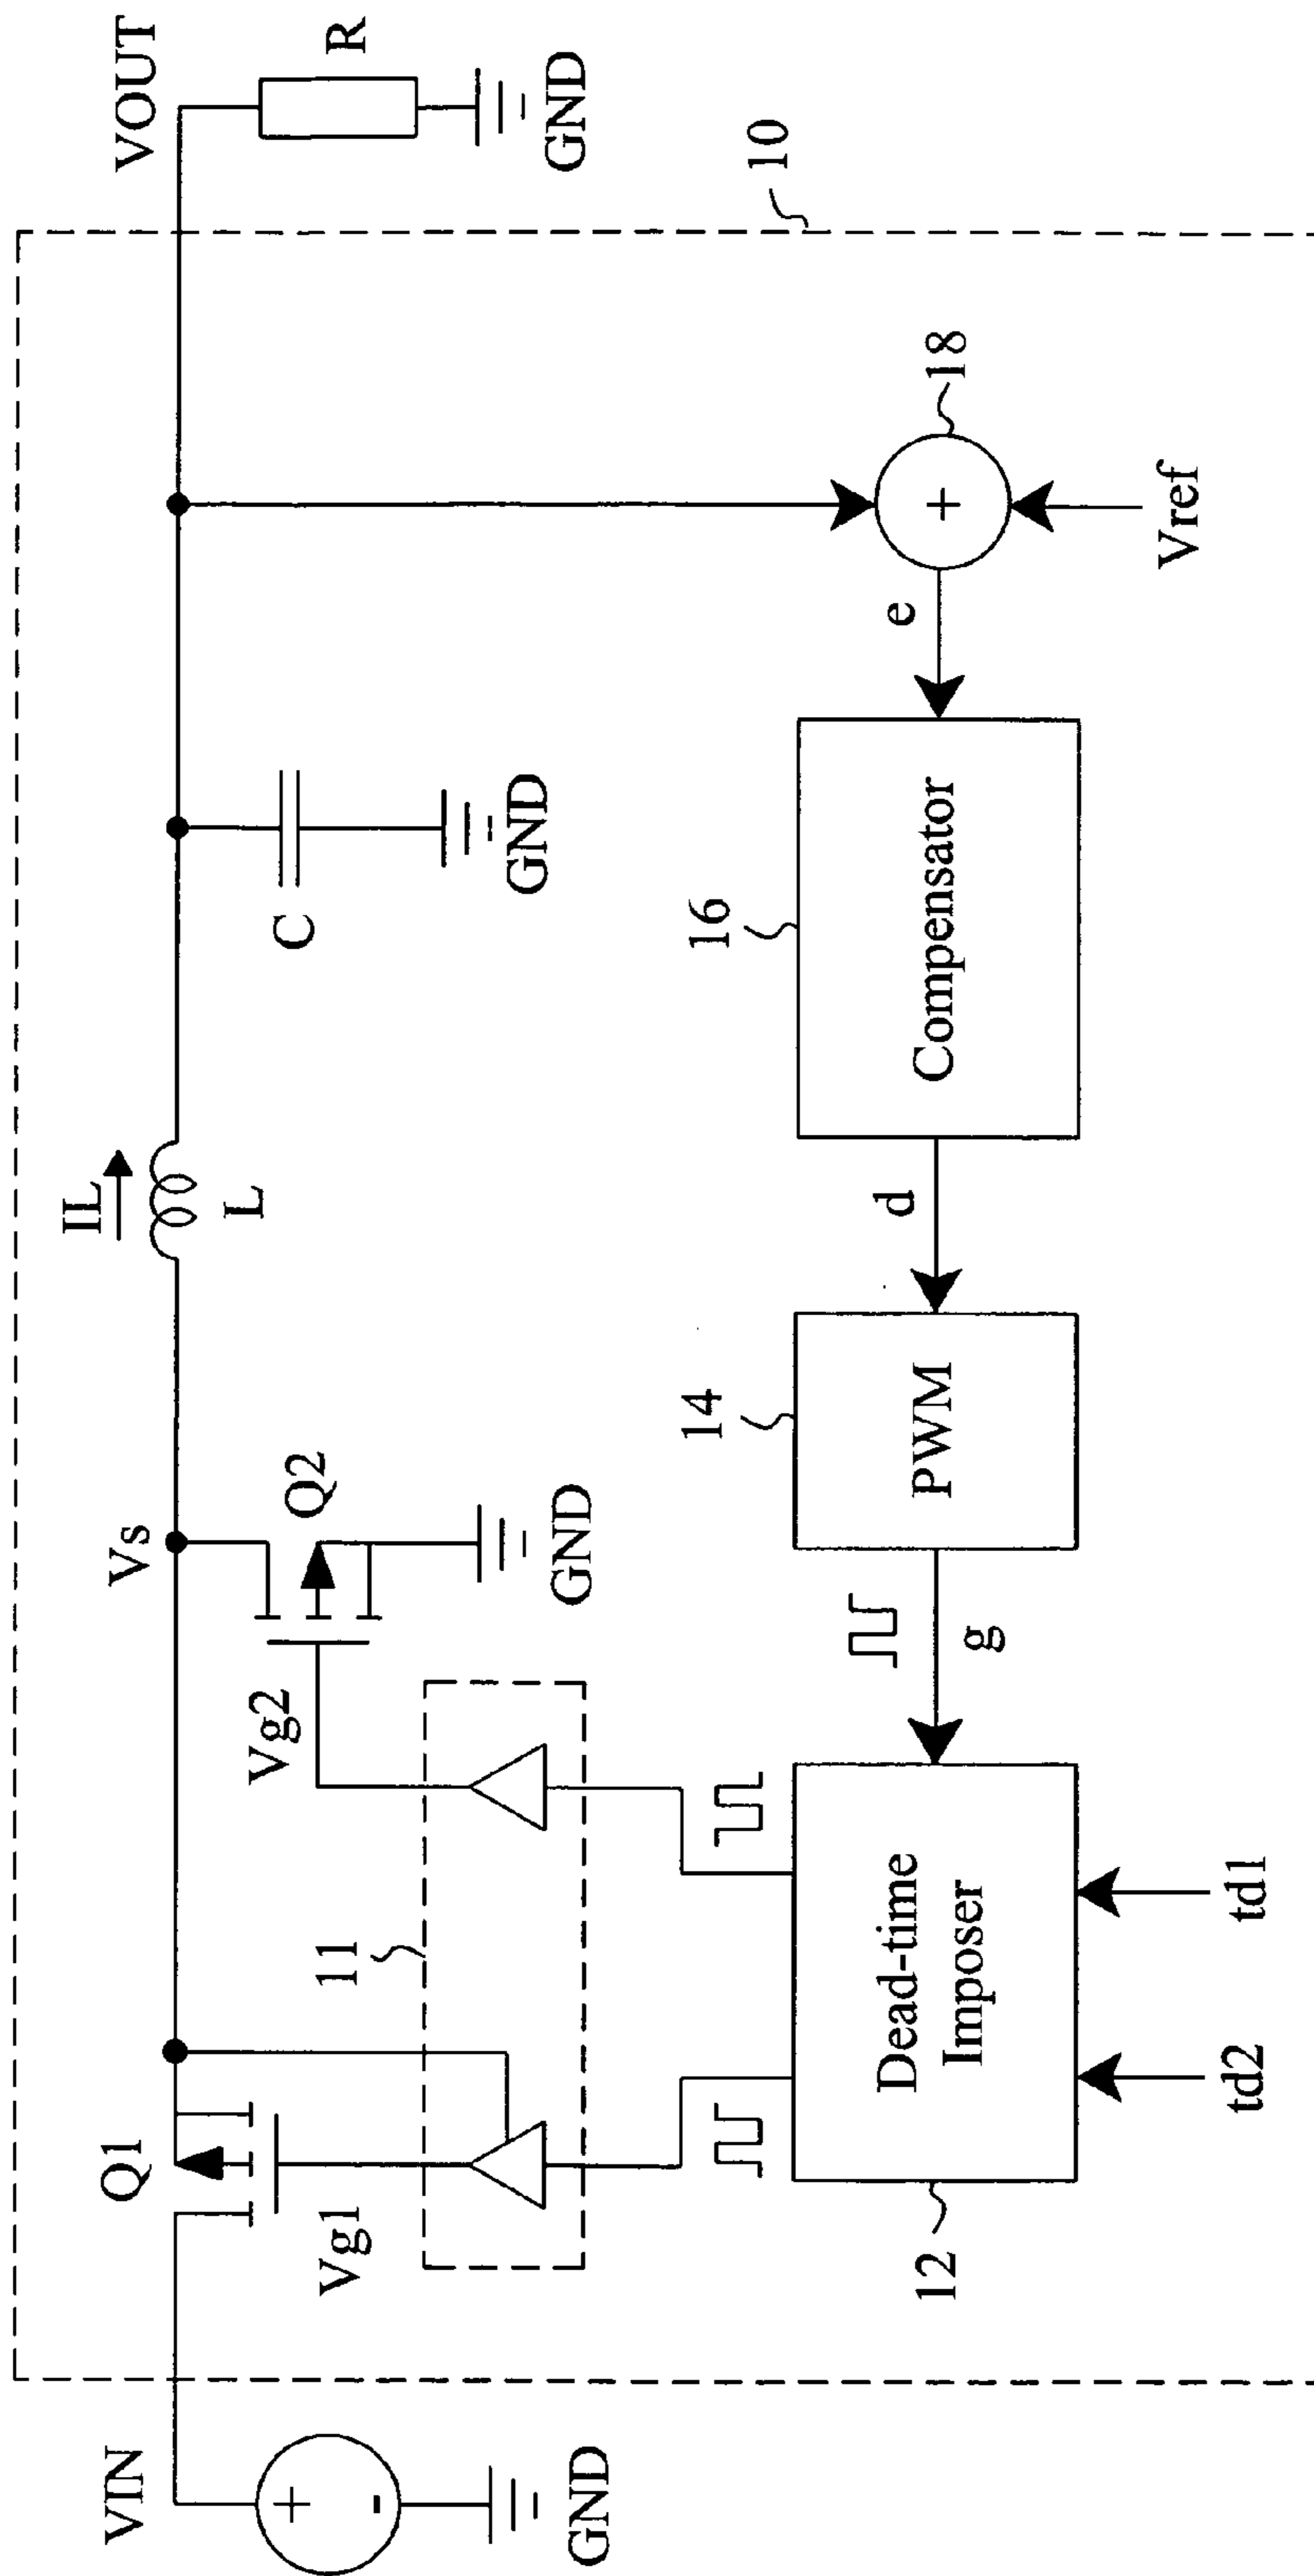 VIN
GND
Q1
Vg1
11
Vg2
Q2
GND
Vs
IL
L
C
GND
VOUT
R
GND
10
12
Dead-time
Imposer
td2
td1
g
14
PWM
d
16
Compensator
e
18
Vref
+
-
+